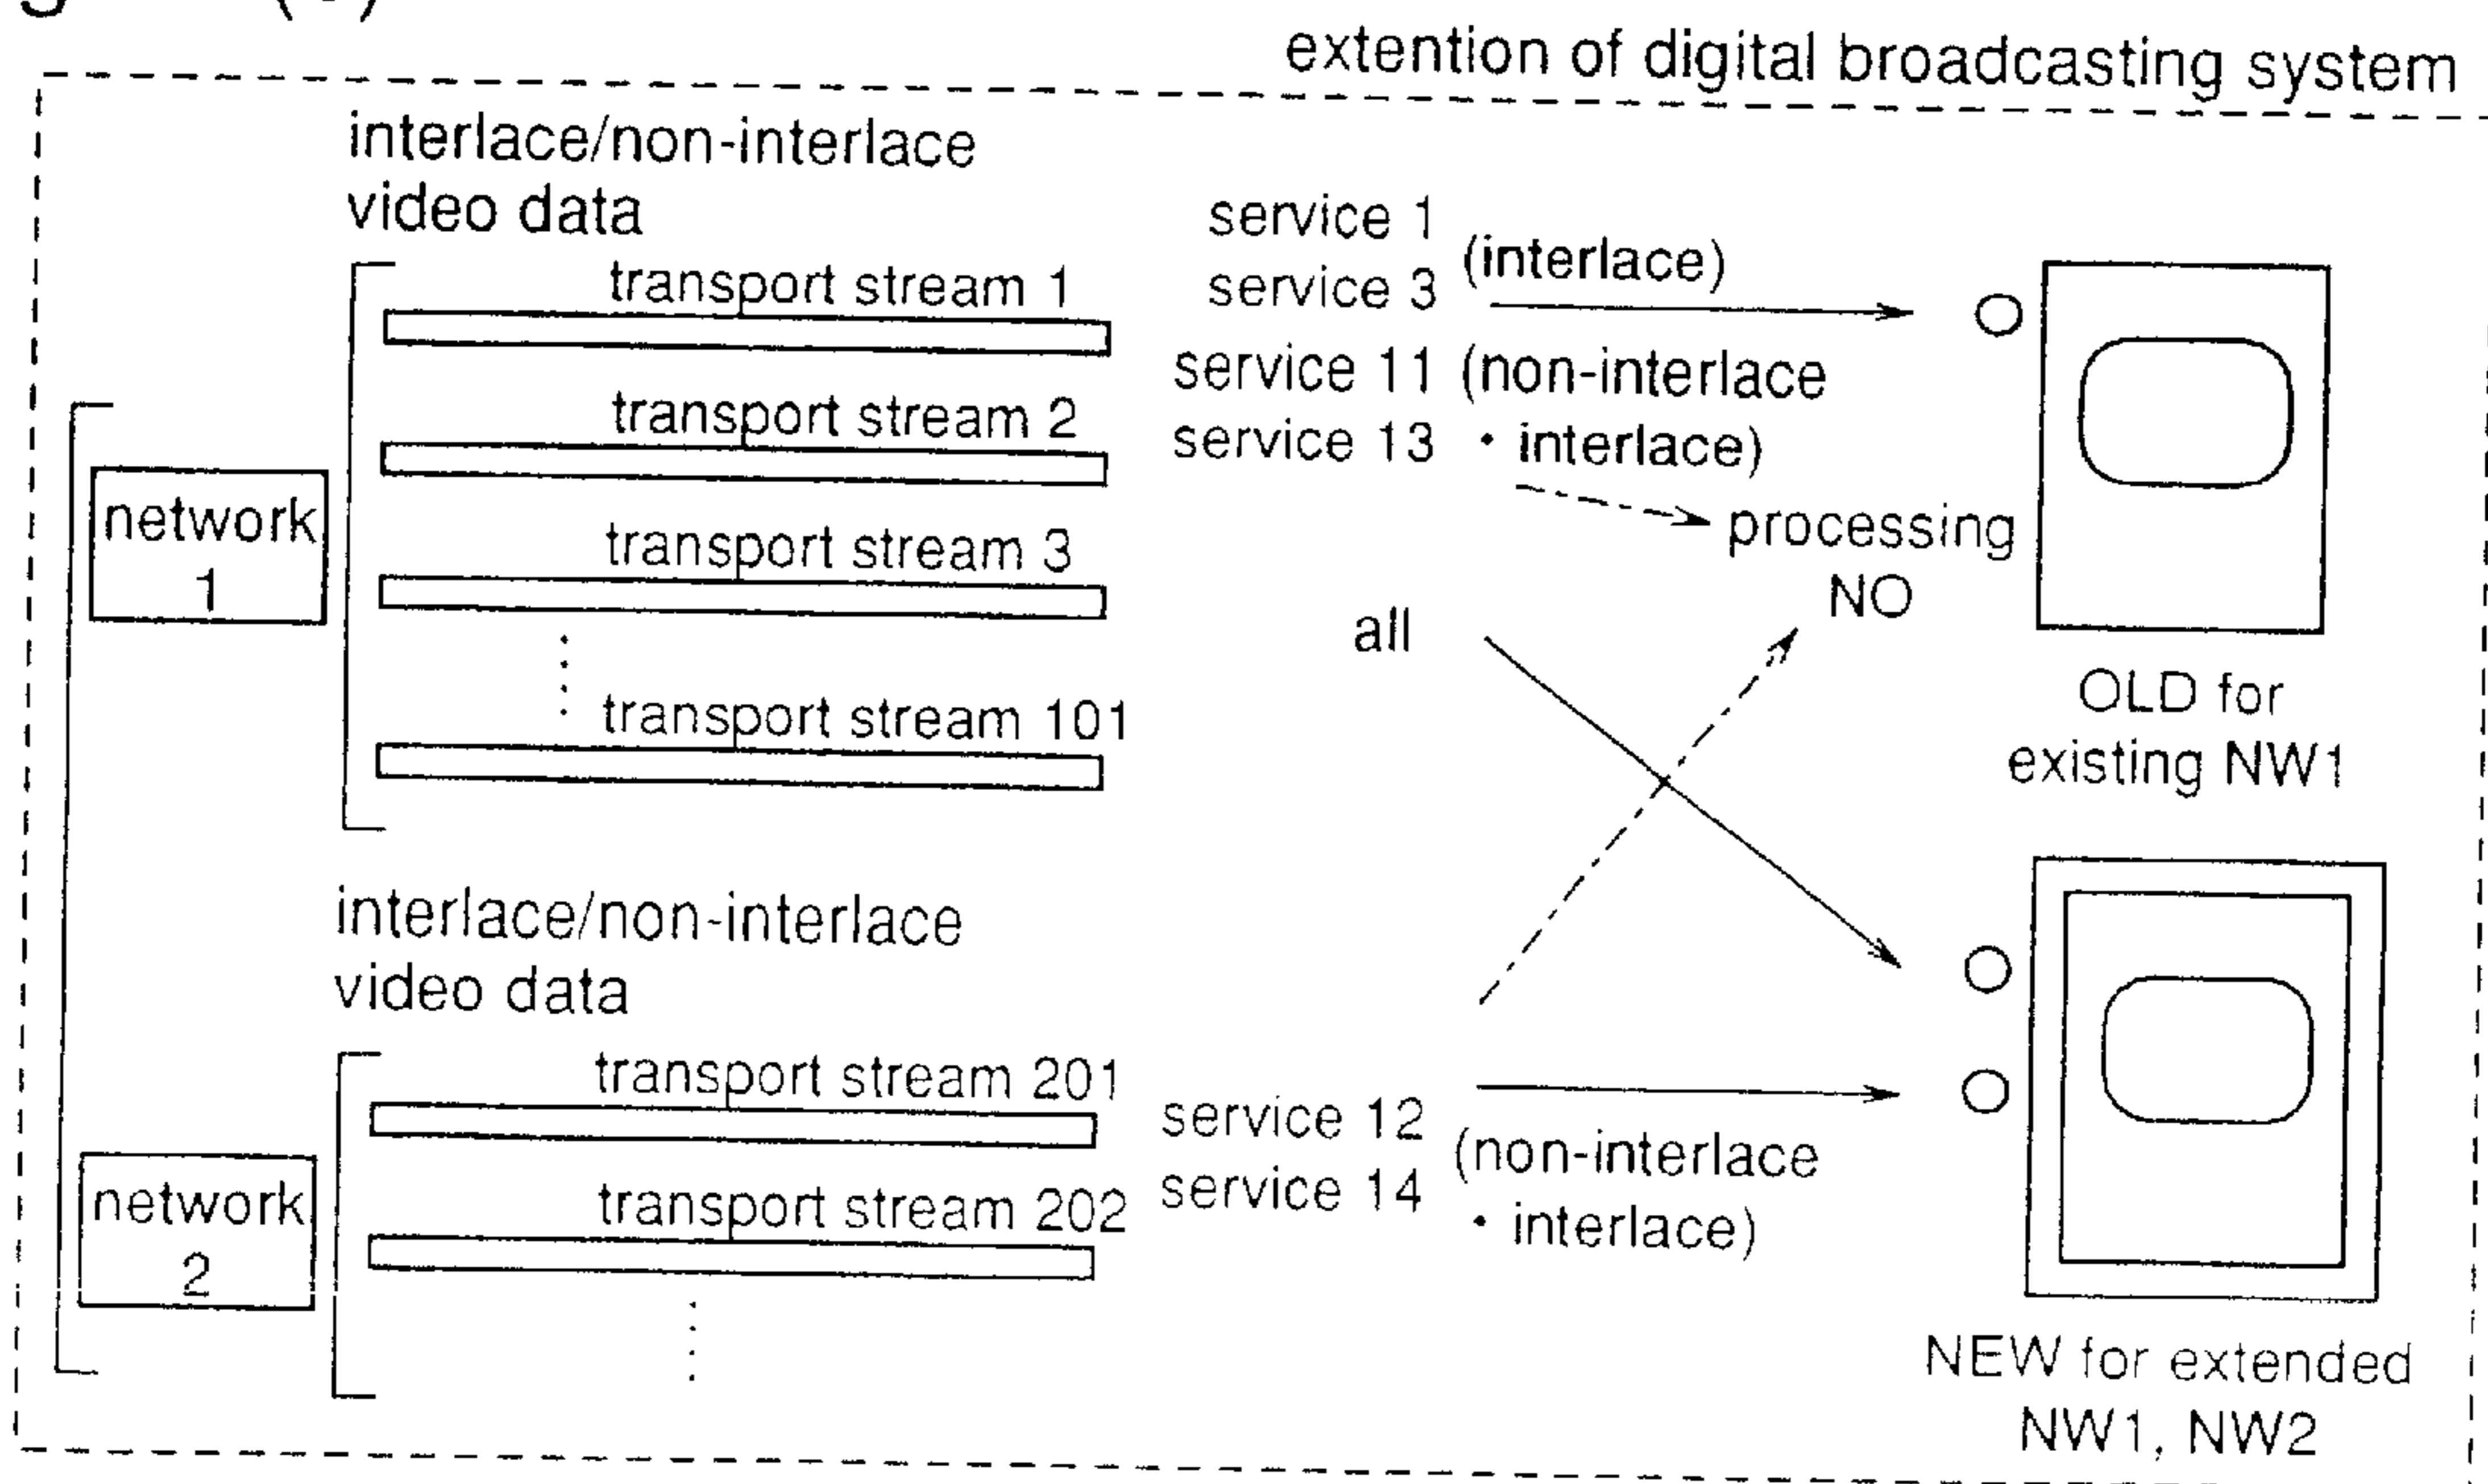 extention of digital broadcasting system
interlace/non-interlace
video data
transport stream 1
transport stream 2
transport stream 3
transport stream 101
network
1
service 1
service 3
(interlace)
service 11 (non-interlace
service 13 • interlace)
processing
NO
all
OLD for
existing NW1
interlace/non-interlace
video data
transport stream 201
transport stream 202
network
2
service 12
service 14
(non-interlace
• interlace)
NEW for extended
NW1, NW2